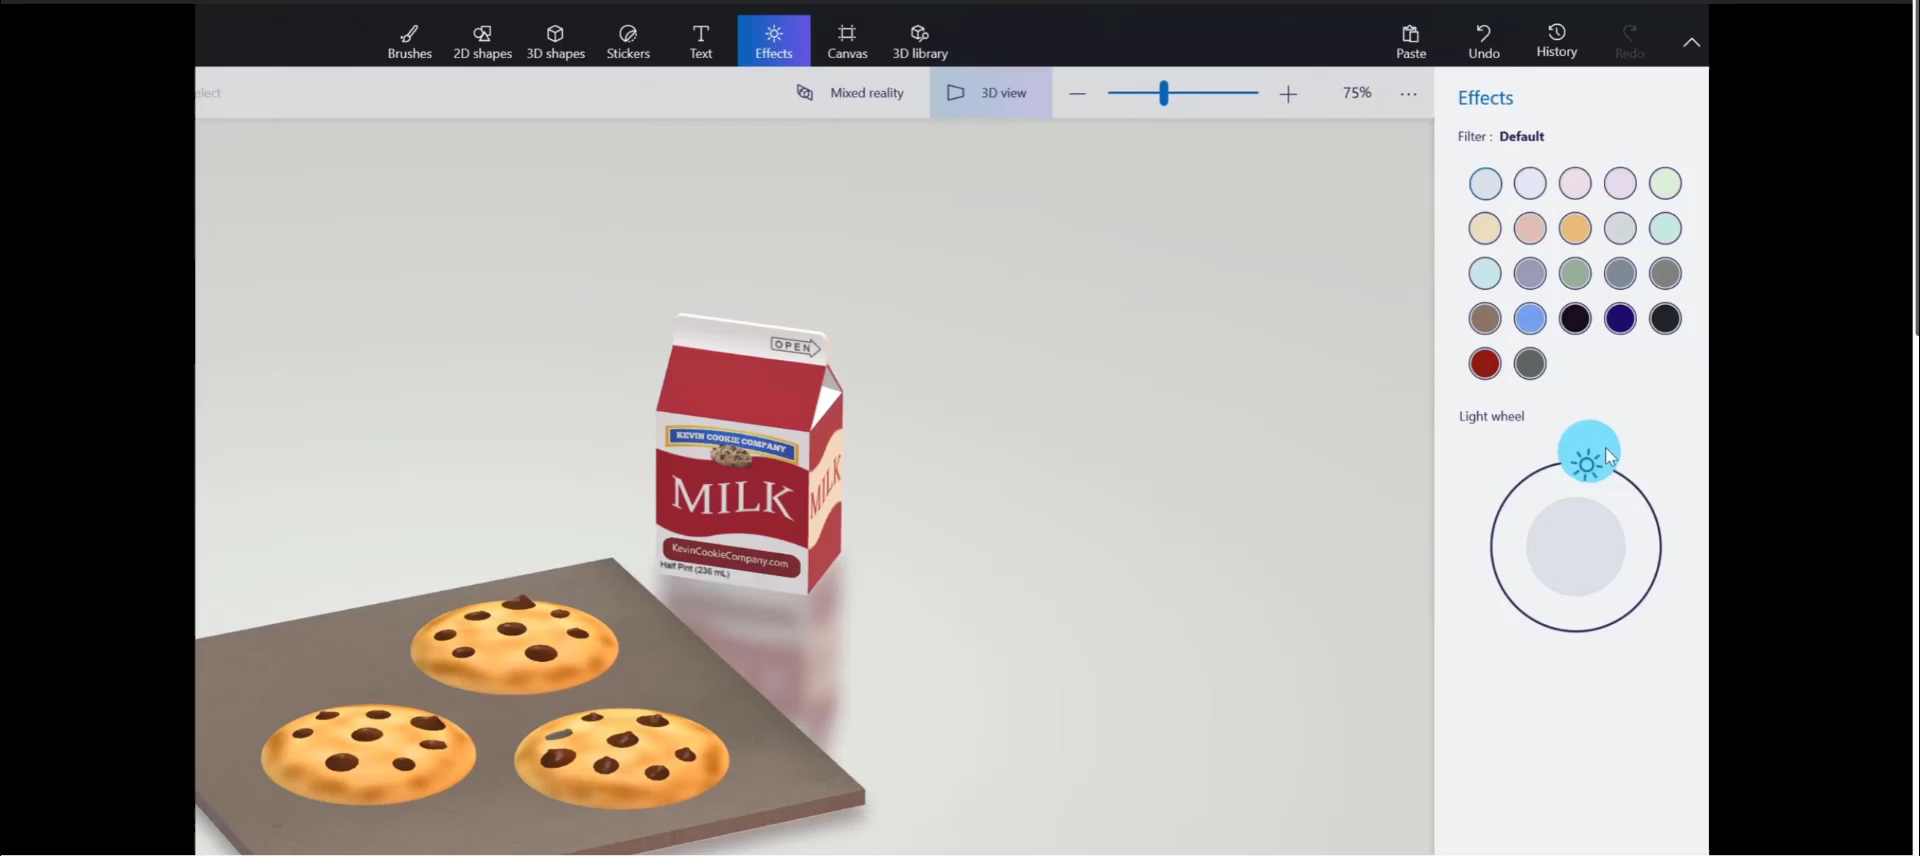 Brushes 2D shapes 3D shapes Stickers Text Effects Canvas 3D library Paste Undo History Redo
elect Mixed reality 3D view 75%
Effects
Filter : Default
Light wheel
OPEN
KEVIN COOKIE COMPANY
MILK
MILK
KevinCookieCompany.com
Half Pint (236 mL)